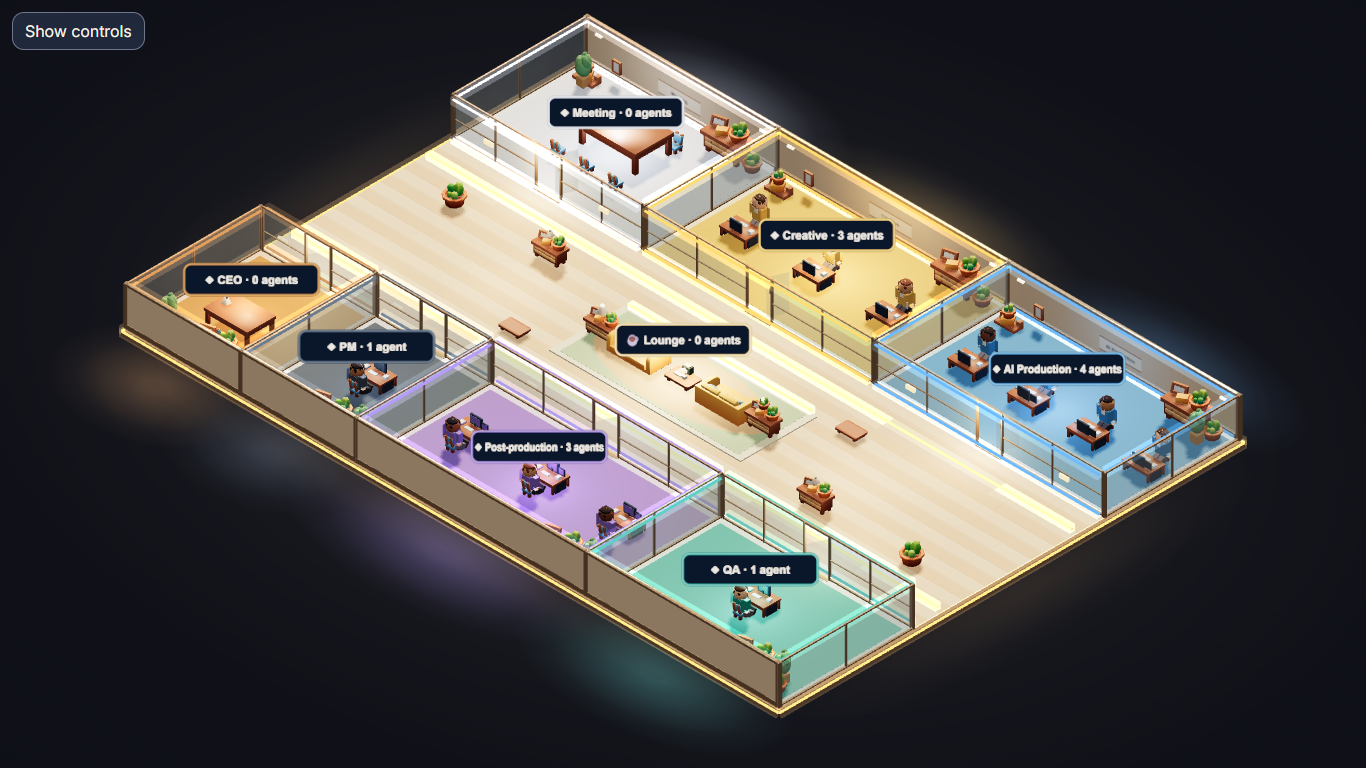 Show controls
◆ Meeting · 0 agents
◆ Creative · 3 agents
◆ CEO · 0 agents
◆ PM · 1 agent
Lounge · 0 agents
◆ AI Production · 4 agents
◆ Post-production · 3 agents
◆ QA · 1 agent